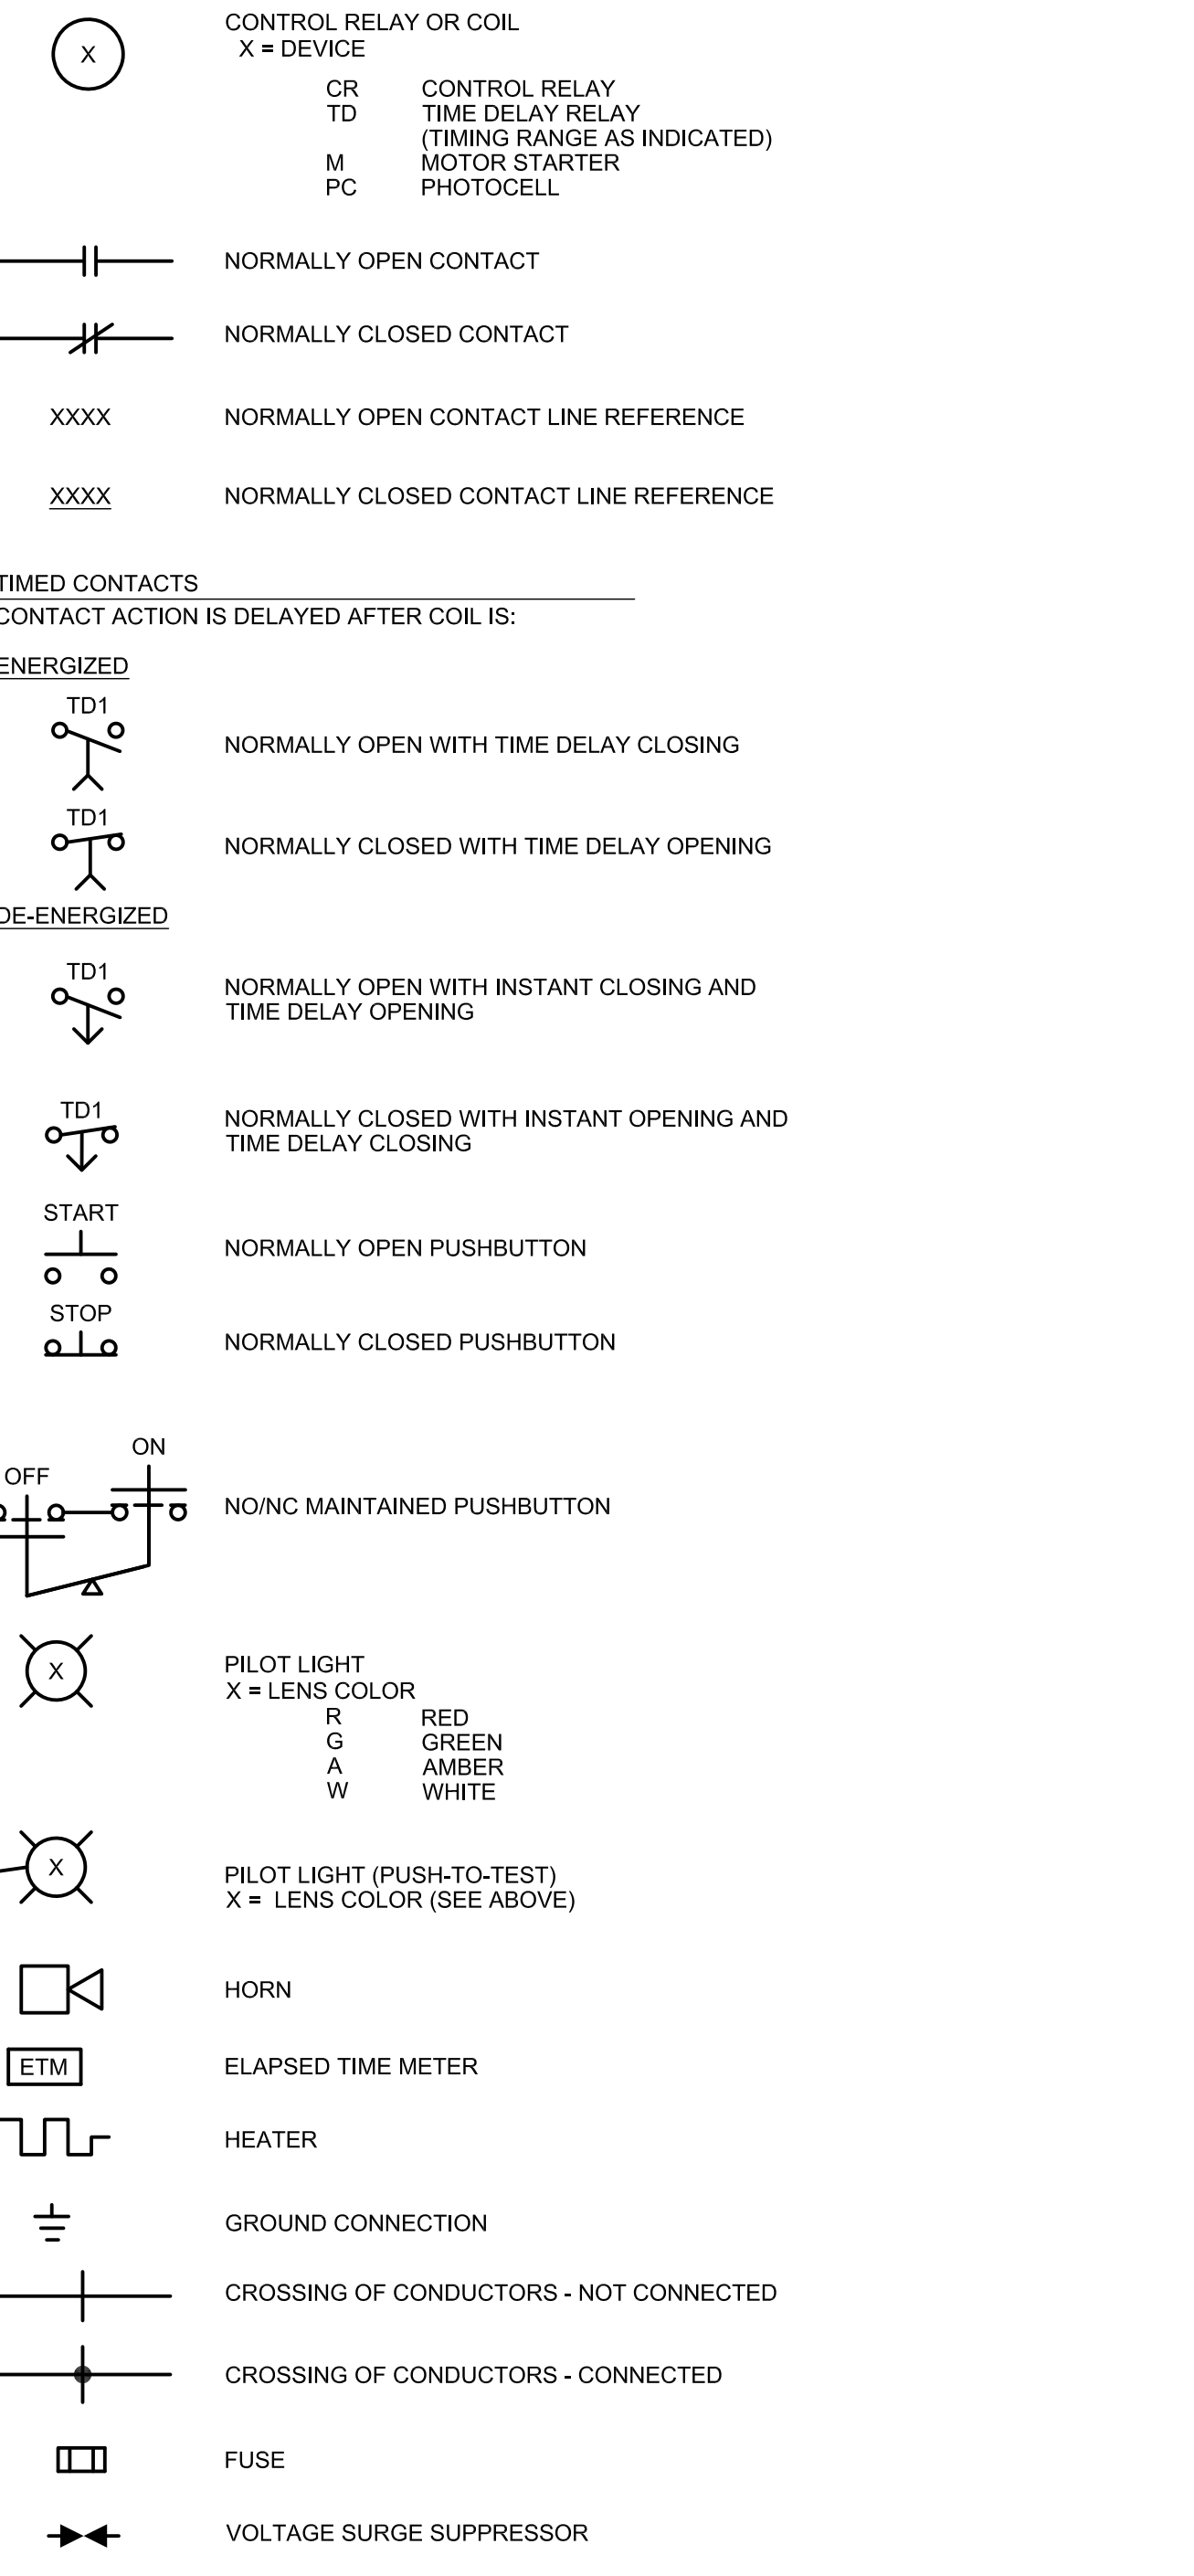 CONTROL RELAY OR COIL
X = DEVICE
X
CR CONTROL RELAY
TD TIME DELAY RELAY
(TIMING RANGE AS INDICATED)
M MOTOR STARTER
PC PHOTOCELL
NORMALLY OPEN CONTACT
NORMALLY CLOSED CONTACT
XXXX NORMALLY OPEN CONTACT LINE REFERENCE
XXXX NORMALLY CLOSED CONTACT LINE REFERENCE
TIMED CONTACTS
CONTACT ACTION IS DELAYED AFTER COIL IS:
ENERGIZED
TD1
NORMALLY OPEN WITH TIME DELAY CLOSING
TD1
NORMALLY CLOSED WITH TIME DELAY OPENING
DE-ENERGIZED
TD1
NORMALLY OPEN WITH INSTANT CLOSING AND
TIME DELAY OPENING
TD1
NORMALLY CLOSED WITH INSTANT OPENING AND
TIME DELAY CLOSING
START
NORMALLY OPEN PUSHBUTTON
STOP
NORMALLY CLOSED PUSHBUTTON
ON
OFF
NO/NC MAINTAINED PUSHBUTTON
PILOT LIGHT
X
X = LENS COLOR
R RED
G GREEN
A AMBER
W WHITE
X
PILOT LIGHT (PUSH-TO-TEST)
X = LENS COLOR (SEE ABOVE)
HORN
ETM ELAPSED TIME METER
HEATER
GROUND CONNECTION
CROSSING OF CONDUCTORS - NOT CONNECTED
CROSSING OF CONDUCTORS - CONNECTED
FUSE
VOLTAGE SURGE SUPPRESSOR